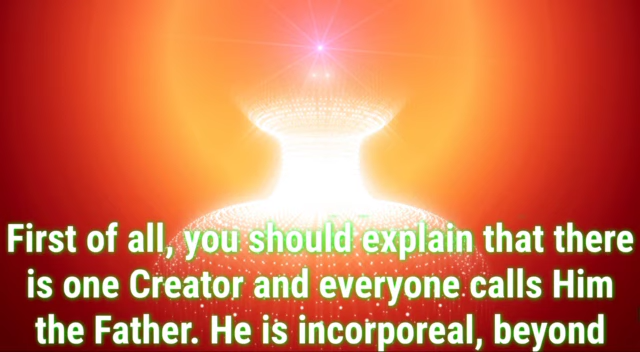 First of all, you should explain that there
is one Creator and everyone calls Him
the Father. He is incorporeal, beyond